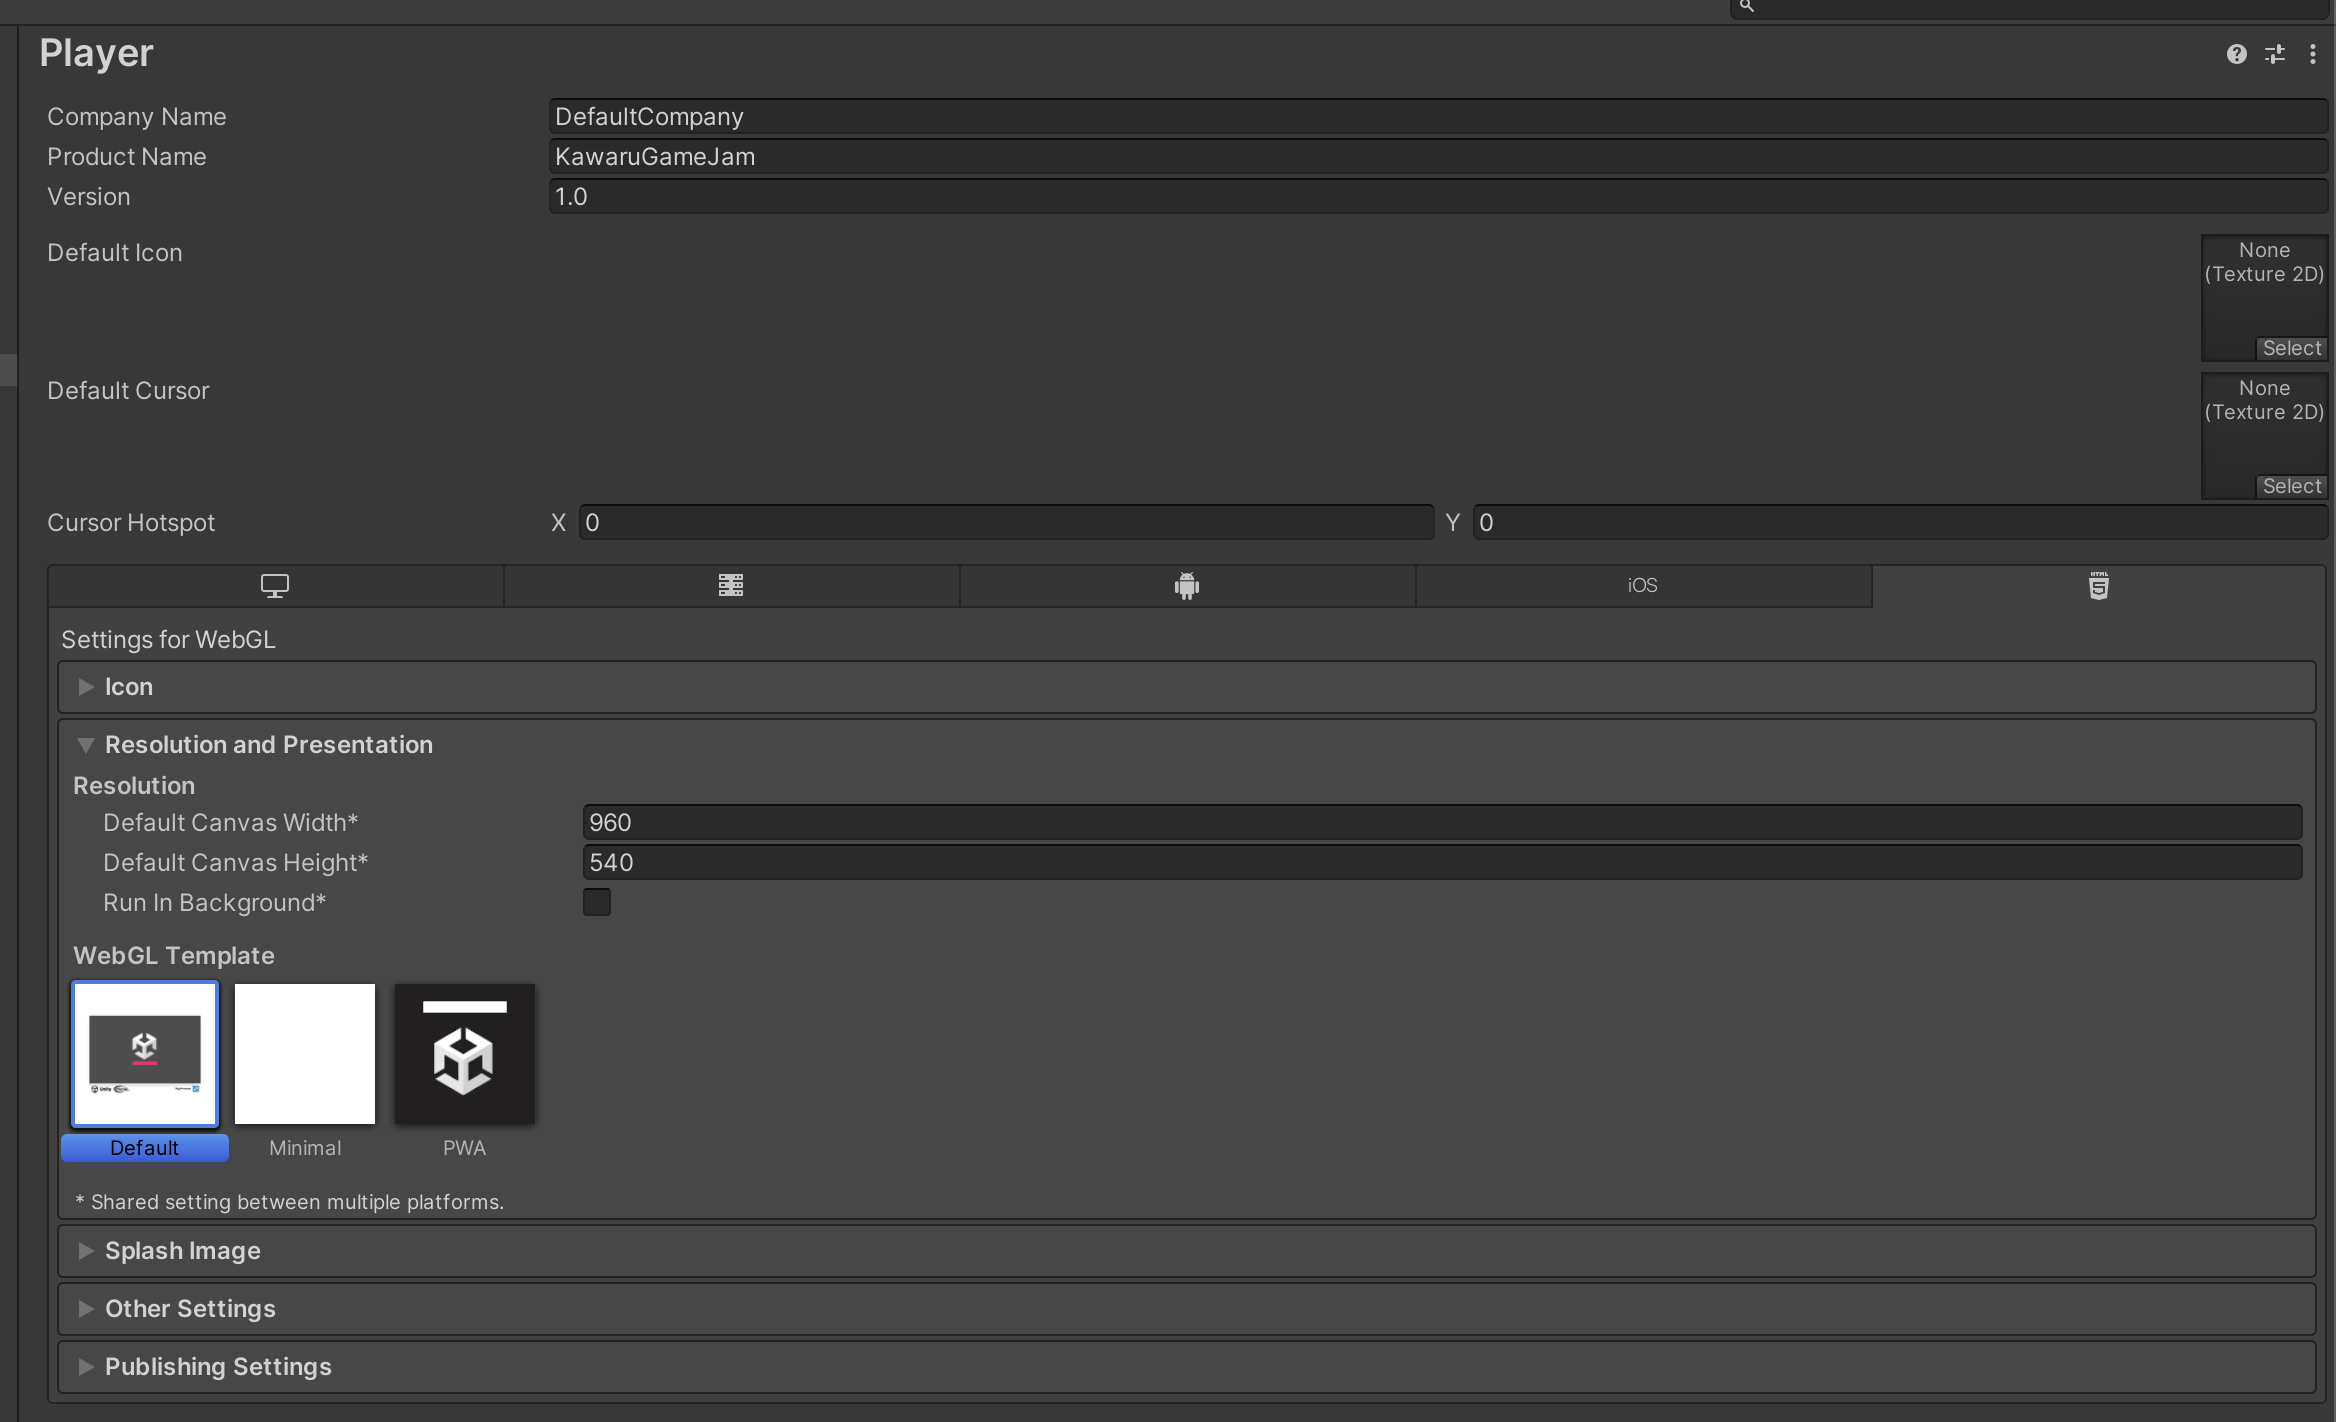 Player
Company Name DefaultCompany
Product Name KawaruGameJam
Version 1.0
Default Icon
None
(Texture 2D)
Select
Default Cursor
None
(Texture 2D)
Select
Cursor Hotspot X 0 Y 0
iOS
HTML
5
Settings for WebGL
Icon
Resolution and Presentation
Resolution
Default Canvas Width* 960
Default Canvas Height* 540
Run In Background*
WebGL Template
Default Minimal PWA
* Shared setting between multiple platforms.
Splash Image
Other Settings
Publishing Settings